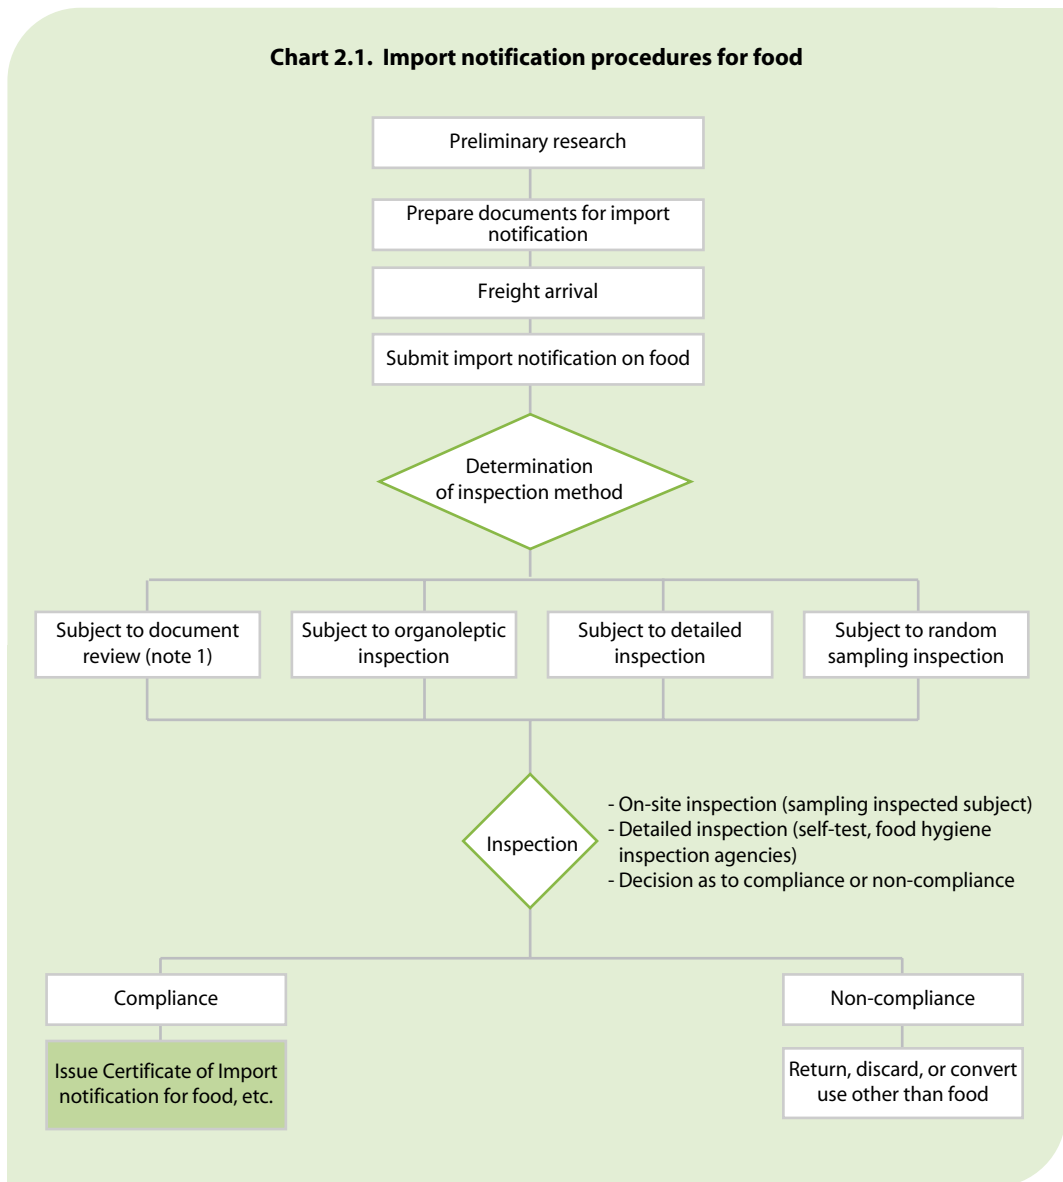 Chart 2.1. Import notification procedures for food
Preliminary research
Prepare documents for import
notification
Freight arrival
Submit import notification on food
Determination
of inspection method
Subject to document
review (note 1)
Subject to organoleptic
inspection
Subject to detailed
inspection
Subject to random
sampling inspection
Inspection
- On-site inspection (sampling inspected subject)
- Detailed inspection (self-test, food hygiene
inspection agencies)
- Decision as to compliance or non-compliance
Compliance
Non-compliance
Issue Certificate of Import
notification for food, etc.
Return, discard, or convert
use other than food